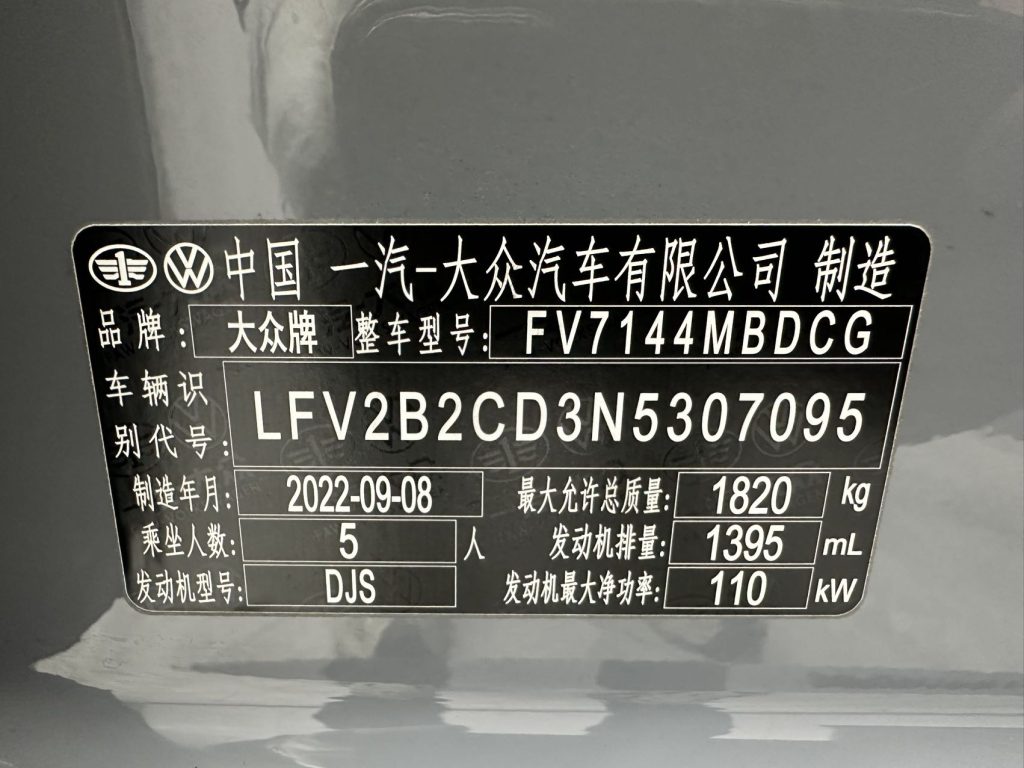 中国 一汽-大众汽车有限公司 制造
品牌: 大众牌 整车型号: FV7144MBDCG
车辆识
别代号: LFV2B2CD3N5307095
制造年月: 2022-09-08 最大允许总质量: 1820 kg
乘坐人数: 5 人 发动机排量: 1395 mL
发动机型号: DJS 发动机最大净功率: 110 kW